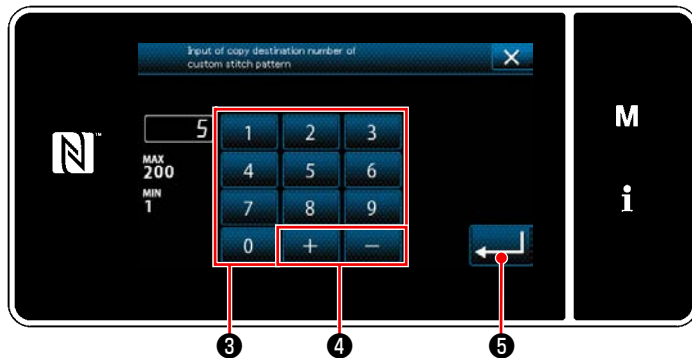 Input of copy destination number of
custom stitch pattern
5
MAX
200
MIN
1
1 2 3
4 5 6
7 8 9
0 + −
N
M
i
❸ ❹ ❺